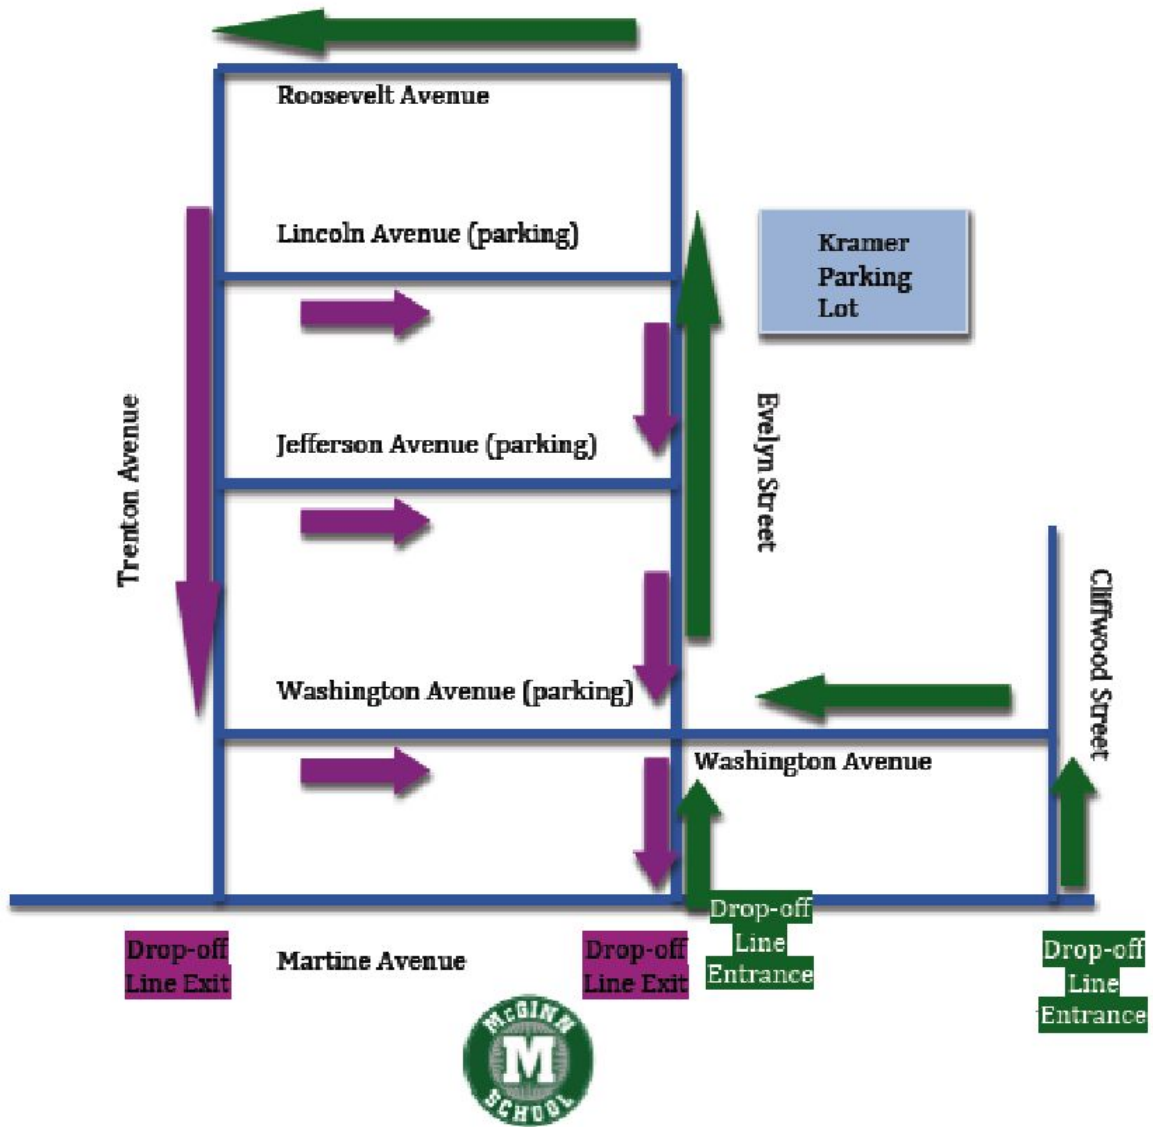 Roosevelt Avenue
Lincoln Avenue (parking)
Kramer
Parking
Lot
Trenton Avenue
Jefferson Avenue (parking)
Evelyn Street
Cliffwood Street
Washington Avenue (parking)
Washington Avenue
Drop-off
Line Exit
Martine Avenue
Drop-off
Line Exit
Drop-off
Line
Entrance
Drop-off
Line
Entrance
McGINN
M
SCHOOL